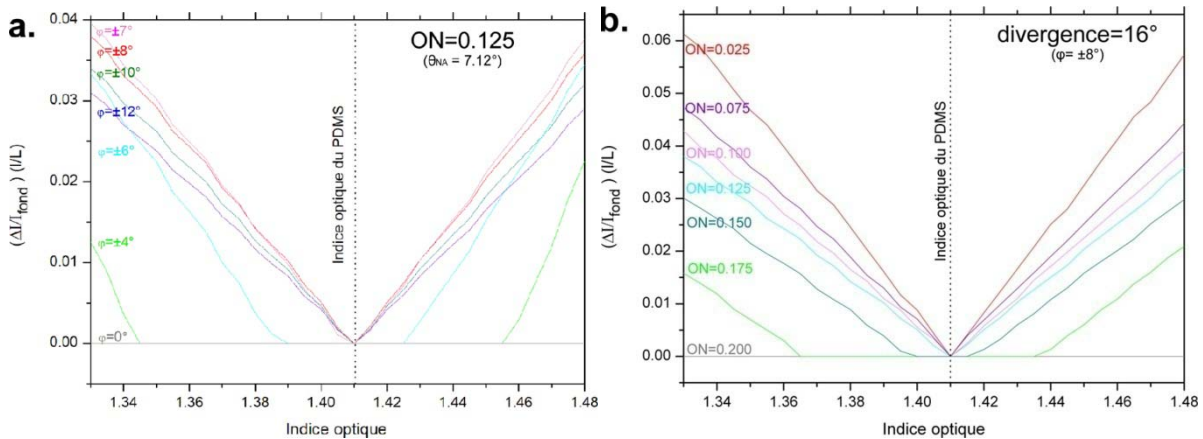 a.
(ΔI/I_fond) (l/L)
0.04
0.03
0.02
0.01
0.00
φ=±7°
φ=±8°
φ=±10°
φ=±12°
φ=±6°
φ=±4°
φ=0°
ON=0.125
(θNA = 7.12°)
Indice optique du PDMS
1.34
1.36
1.38
1.40
1.42
1.44
1.46
1.48
Indice optique
b.
(ΔI/I_fond) (l/L)
0.06
0.05
0.04
0.03
0.02
0.01
0.00
ON=0.025
ON=0.075
ON=0.100
ON=0.125
ON=0.150
ON=0.175
ON=0.200
divergence=16°
(φ= ±8°)
Indice optique du PDMS
1.34
1.36
1.38
1.40
1.42
1.44
1.46
1.48
Indice optique